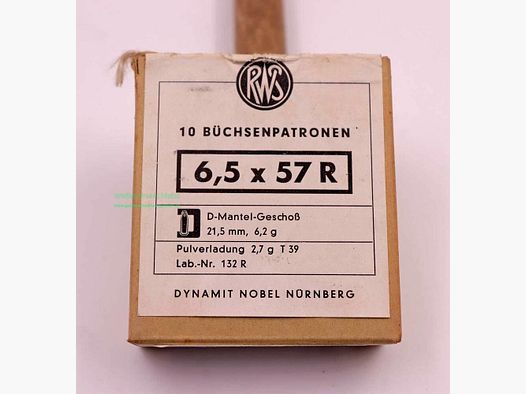 RWS
10 BÜCHSENPATRONEN
6,5 x 57 R
D-Mantel-Geschoß
21,5 mm, 6,2 g
Pulverladung 2,7 g T 39
Lab.-Nr. 132 R
DYNAMIT NOBEL NÜRNBERG